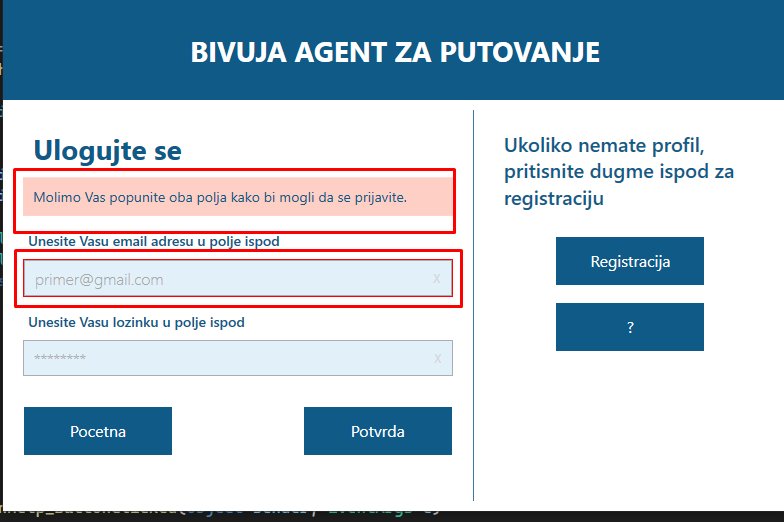 BIVUJA AGENT ZA PUTOVANJE
Ulogujte se
Molimo Vas popunite oba polja kako bi mogli da se prijavite.
Unesite Vasu email adresu u polje ispod
primer@gmail.com x
Unesite Vasu lozinku u polje ispod
******** x
Pocetna
Potvrda
Ukoliko nemate profil,
pritisnite dugme ispod za
registraciju
Registracija
?